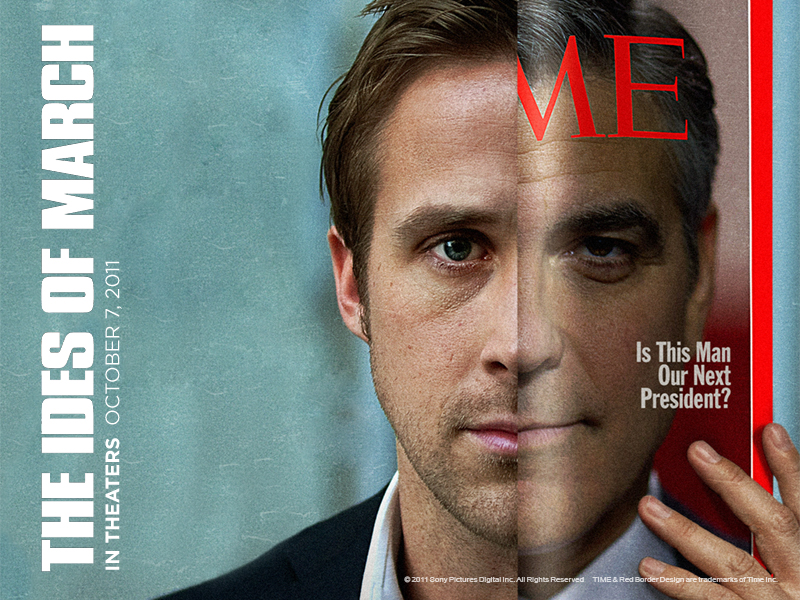 THE IDES OF MARCH
IN THEATERS OCTOBER 7, 2011
ME
Is This Man
Our Next
President?
© 2011 Sony Pictures Digital Inc. All Rights Reserved TIME & Red Border Design are trademarks of Time Inc.